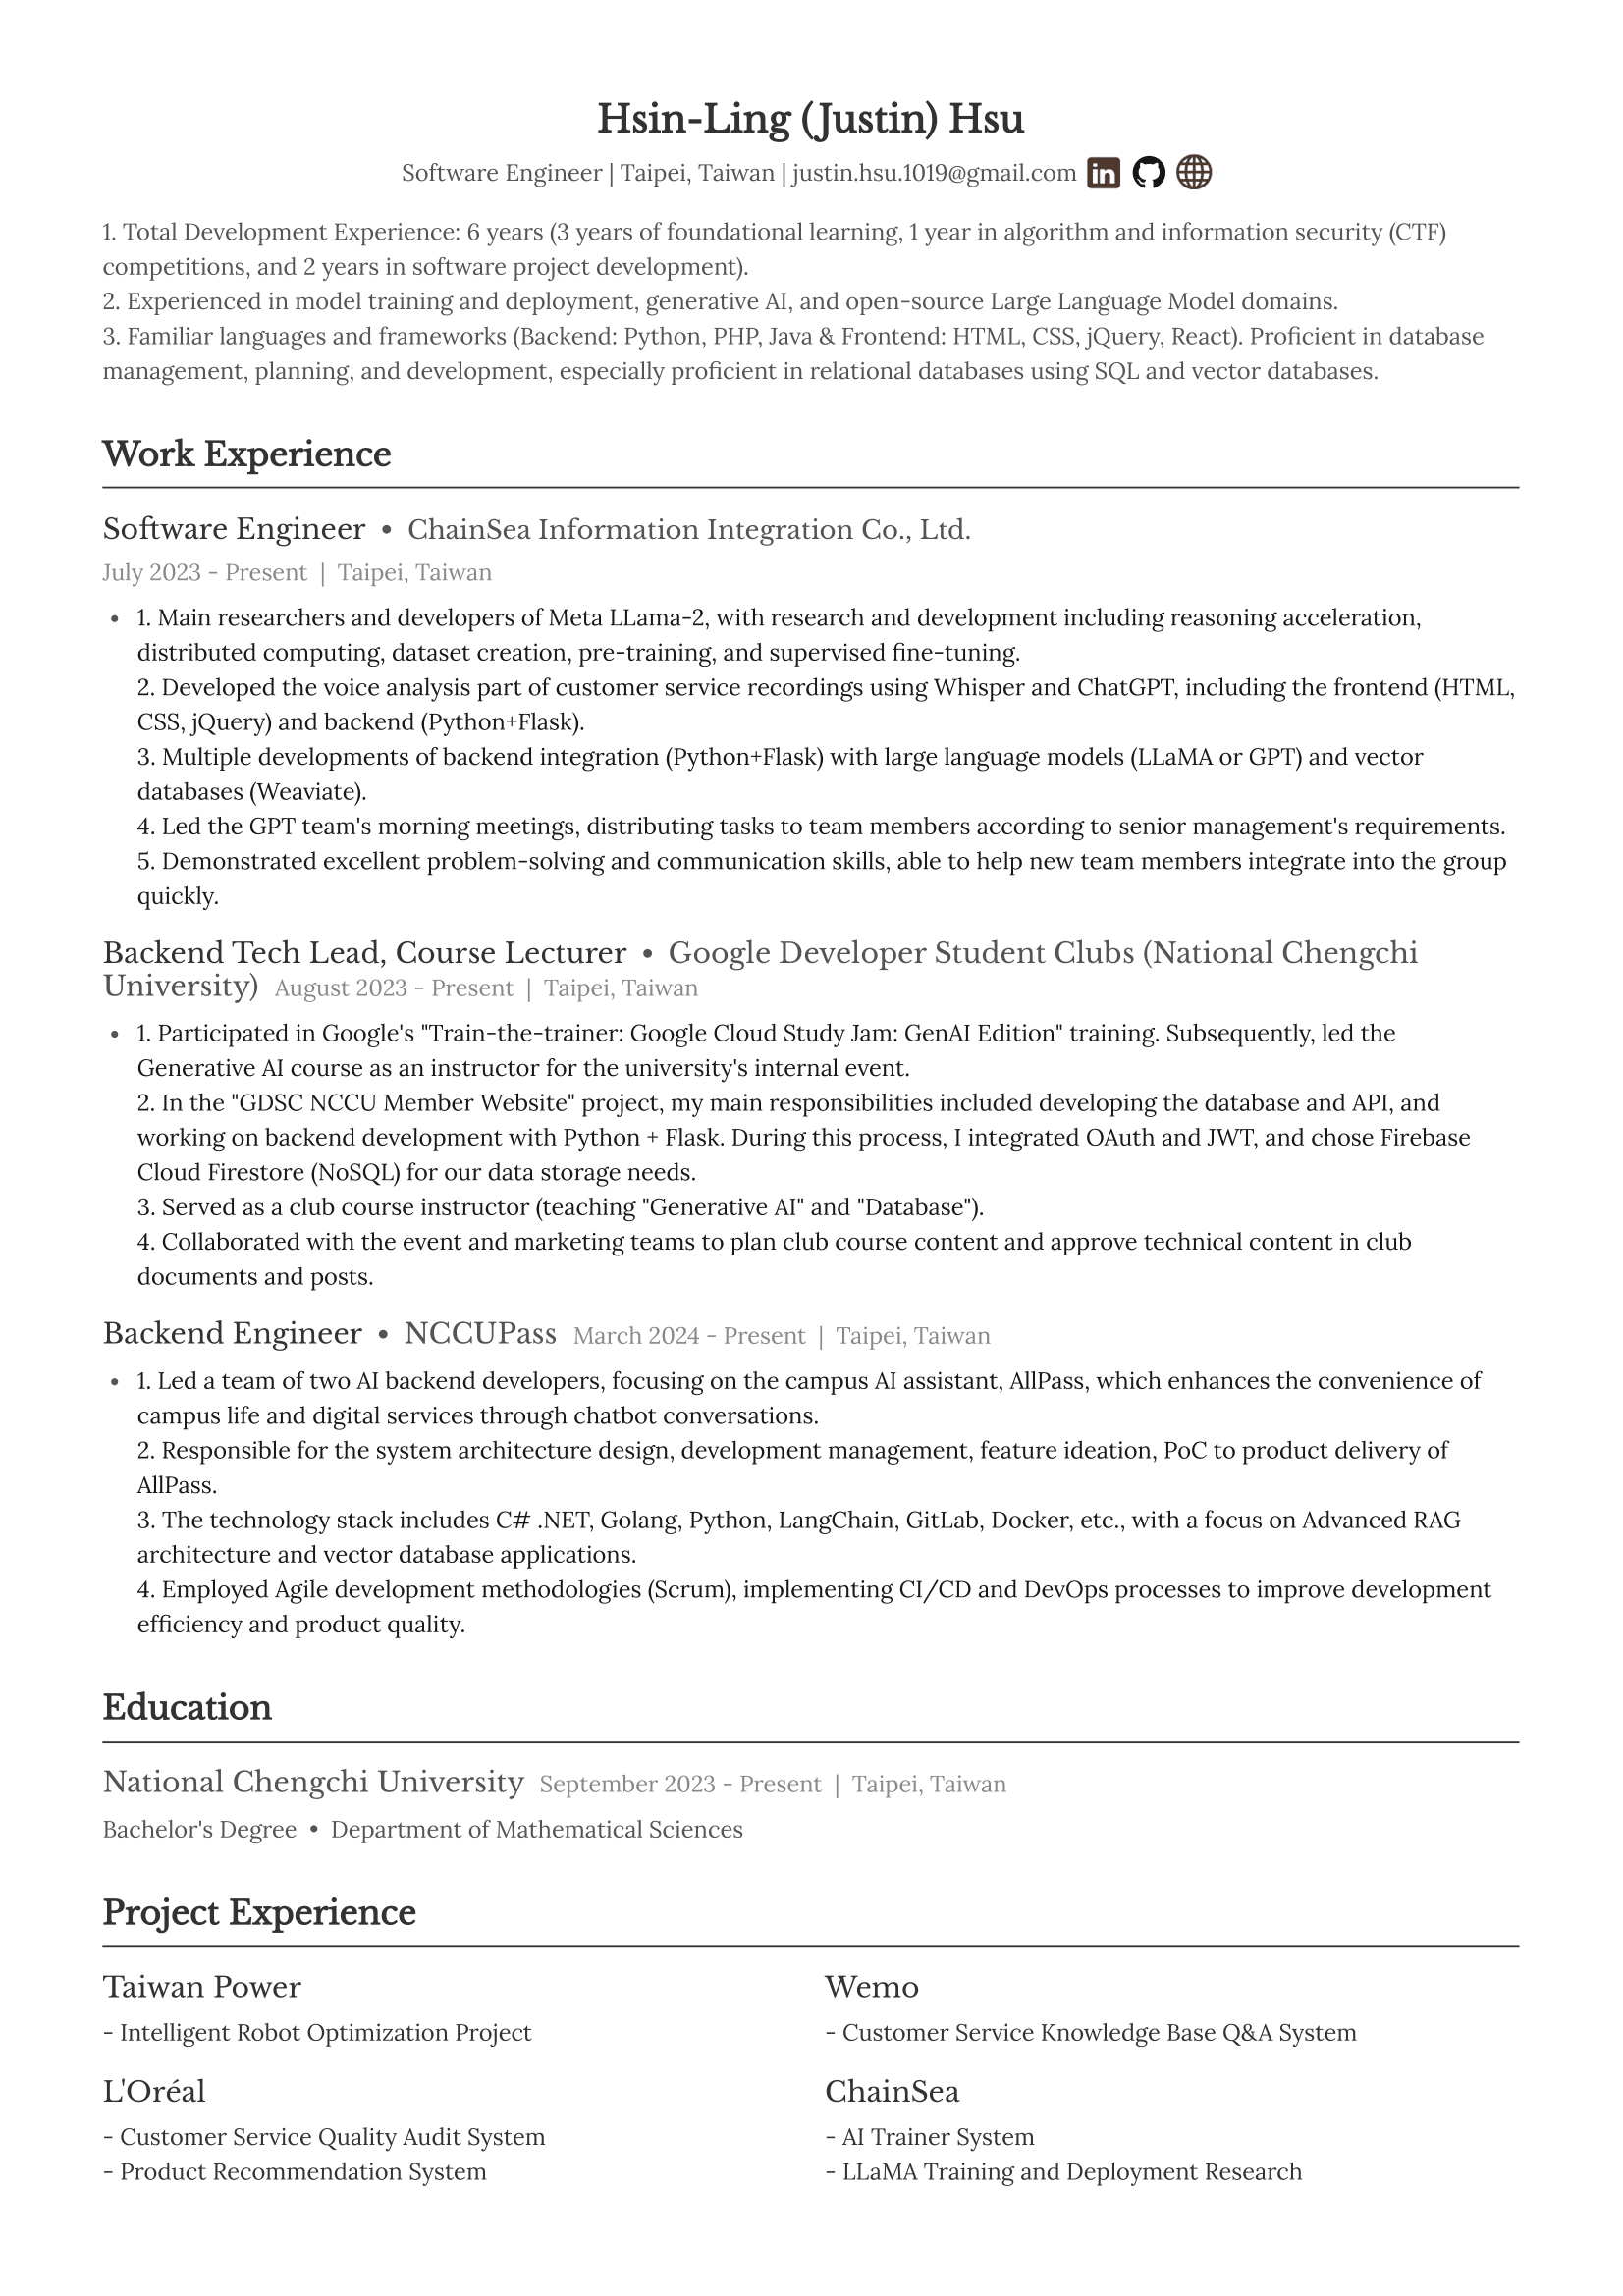 Hsin-Ling (Justin) Hsu
Software Engineer | Taipei, Taiwan | justin.hsu.1019@gmail.com in
1. Total Development Experience: 6 years (3 years of foundational learning, 1 year in algorithm and information security (CTF)
competitions, and 2 years in software project development).
2. Experienced in model training and deployment, generative AI, and open-source Large Language Model domains.
3. Familiar languages and frameworks (Backend: Python, PHP, Java & Frontend: HTML, CSS, jQuery, React). Proficient in database
management, planning, and development, especially proficient in relational databases using SQL and vector databases.
Work Experience
Software Engineer • ChainSea Information Integration Co., Ltd.
July 2023 - Present | Taipei, Taiwan
• 1. Main researchers and developers of Meta LLama-2, with research and development including reasoning acceleration,
distributed computing, dataset creation, pre-training, and supervised fine-tuning.
2. Developed the voice analysis part of customer service recordings using Whisper and ChatGPT, including the frontend (HTML,
CSS, jQuery) and backend (Python+Flask).
3. Multiple developments of backend integration (Python+Flask) with large language models (LLaMA or GPT) and vector
databases (Weaviate).
4. Led the GPT team's morning meetings, distributing tasks to team members according to senior management's requirements.
5. Demonstrated excellent problem-solving and communication skills, able to help new team members integrate into the group
quickly.
Backend Tech Lead, Course Lecturer • Google Developer Student Clubs (National Chengchi
University) August 2023 - Present | Taipei, Taiwan
• 1. Participated in Google's "Train-the-trainer: Google Cloud Study Jam: GenAI Edition" training. Subsequently, led the
Generative AI course as an instructor for the university's internal event.
2. In the "GDSC NCCU Member Website" project, my main responsibilities included developing the database and API, and
working on backend development with Python + Flask. During this process, I integrated OAuth and JWT, and chose Firebase
Cloud Firestore (NoSQL) for our data storage needs.
3. Served as a club course instructor (teaching "Generative AI" and "Database").
4. Collaborated with the event and marketing teams to plan club course content and approve technical content in club
documents and posts.
Backend Engineer • NCCUPass March 2024 - Present | Taipei, Taiwan
• 1. Led a team of two AI backend developers, focusing on the campus AI assistant, AllPass, which enhances the convenience of
campus life and digital services through chatbot conversations.
2. Responsible for the system architecture design, development management, feature ideation, PoC to product delivery of
AllPass.
3. The technology stack includes C# .NET, Golang, Python, LangChain, GitLab, Docker, etc., with a focus on Advanced RAG
architecture and vector database applications.
4. Employed Agile development methodologies (Scrum), implementing CI/CD and DevOps processes to improve development
efficiency and product quality.
Education
National Chengchi University September 2023 - Present | Taipei, Taiwan
Bachelor's Degree • Department of Mathematical Sciences
Project Experience
Taiwan Power
- Intelligent Robot Optimization Project
Wemo
- Customer Service Knowledge Base Q&A System
L'Oréal
- Customer Service Quality Audit System
- Product Recommendation System
ChainSea
- AI Trainer System
- LLaMA Training and Deployment Research